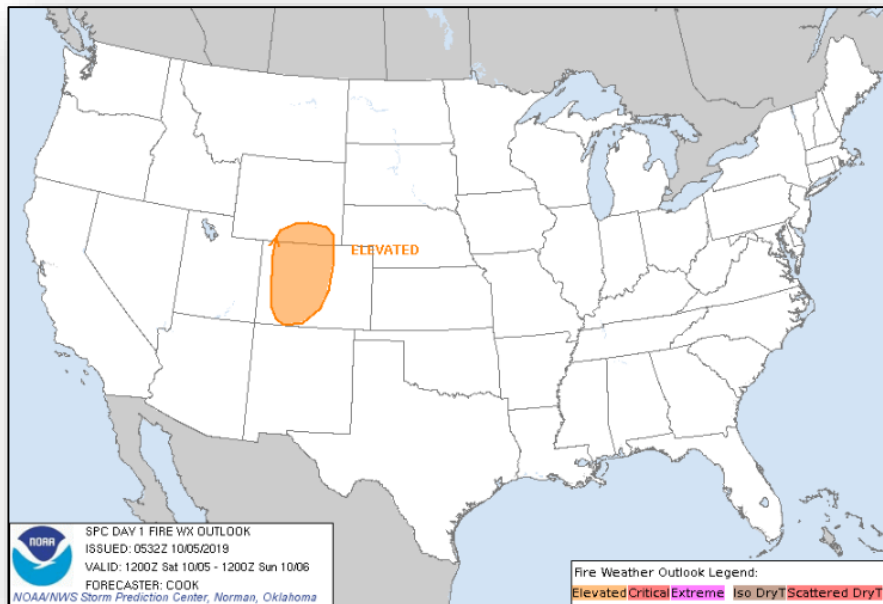 ELEVATED
NOAA
SPC DAY 1 FIRE WX OUTLOOK
ISSUED: 0532Z 10/05/2019
VALID: 1200Z Sat 10/05 - 1200Z Sun 10/06
FORECASTER: COOK
NOAA/NWS Storm Prediction Center, Norman, Oklahoma
Fire Weather Outlook Legend:
Elevated Critical Extreme Iso DryT Scattered DryT